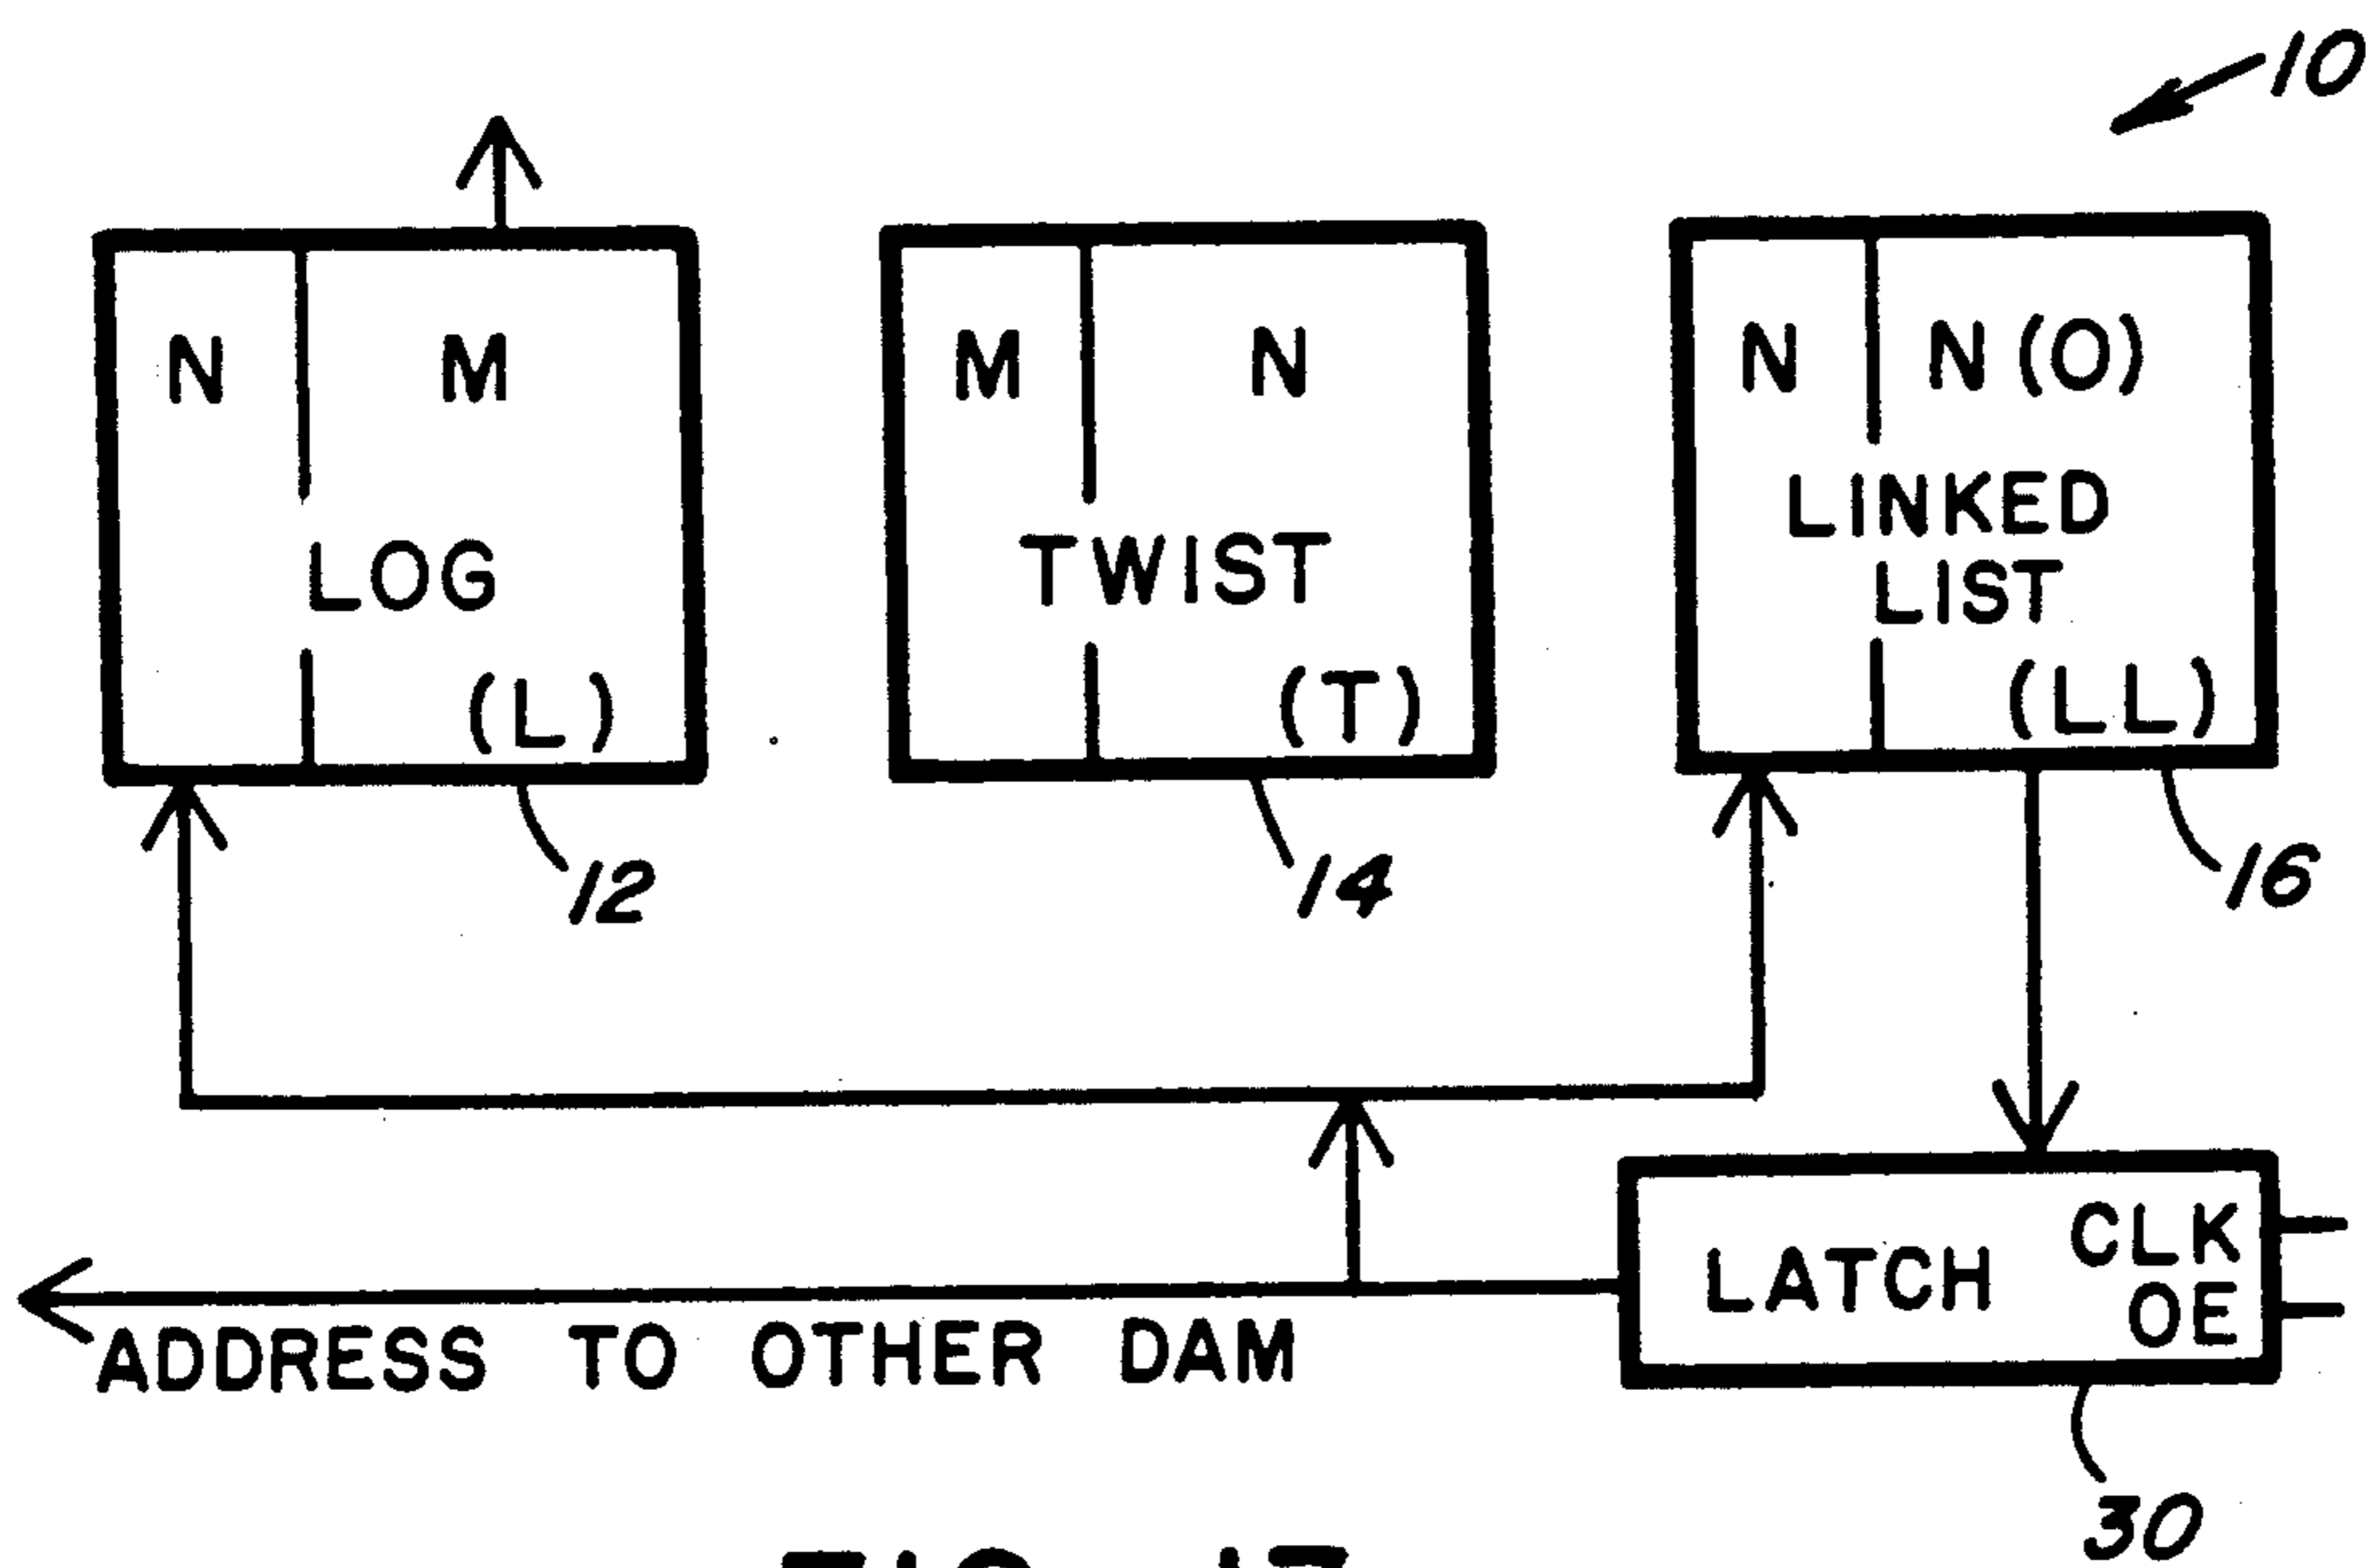 10
N M
LOG
(L)
12
M N
TWIST
(T)
14
N N(O)
LINKED
LIST
(LL)
16
LATCH CLK
OE
30
ADDRESS TO OTHER DAM